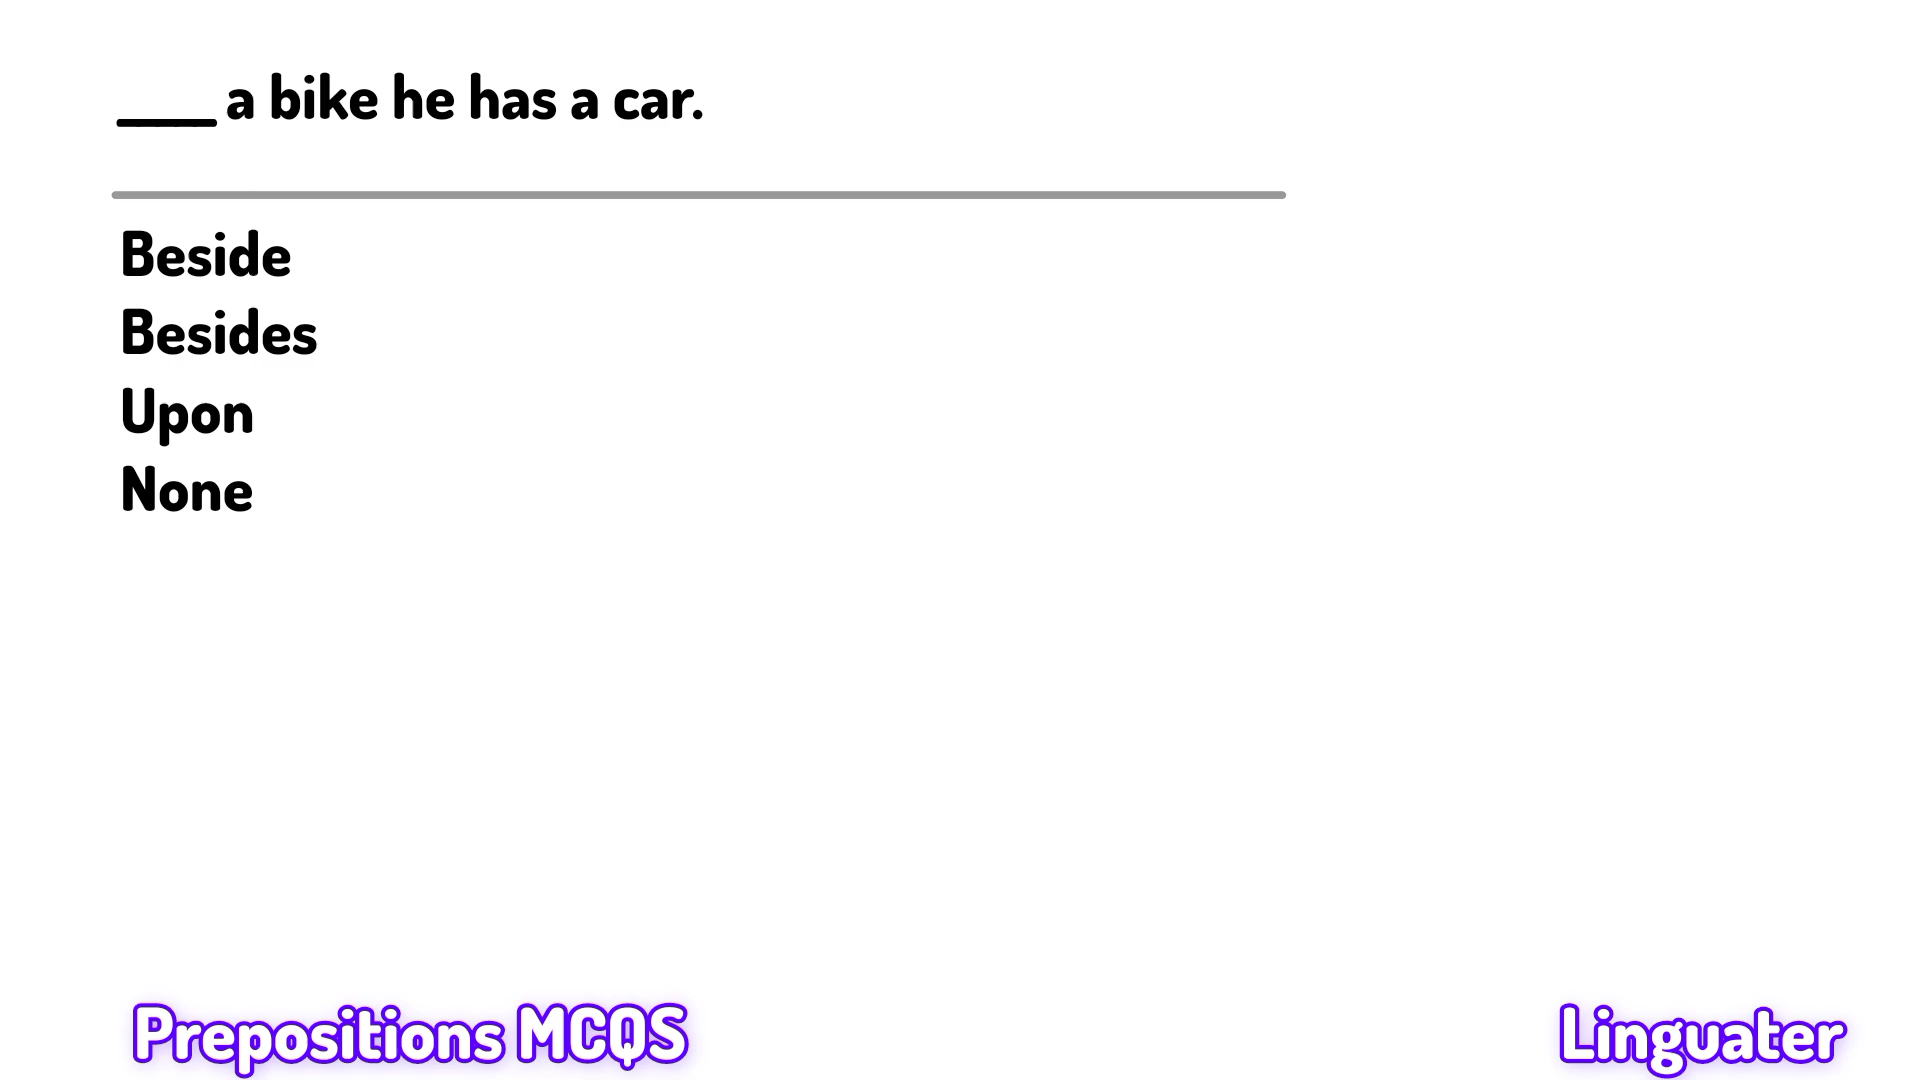 ____ a bike he has a car.
Beside
Besides
Upon
None
Prepositions MCQS
Linguater